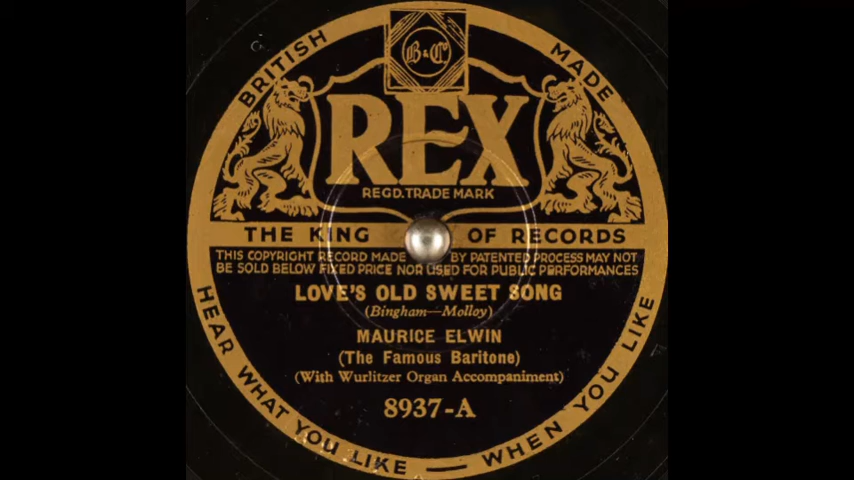 B & C
BRITISH MADE
REX
REGD. TRADE MARK
THE KING OF RECORDS
THIS COPYRIGHT RECORD MADE BY PATENTED PROCESS MAY NOT
BE SOLD BELOW FIXED PRICE NOR USED FOR PUBLIC PERFORMANCES
LOVE'S OLD SWEET SONG
(Bingham—Molloy)
MAURICE ELWIN
(The Famous Baritone)
(With Wurlitzer Organ Accompaniment)
8937-A
HEAR WHAT YOU LIKE — WHEN YOU LIKE